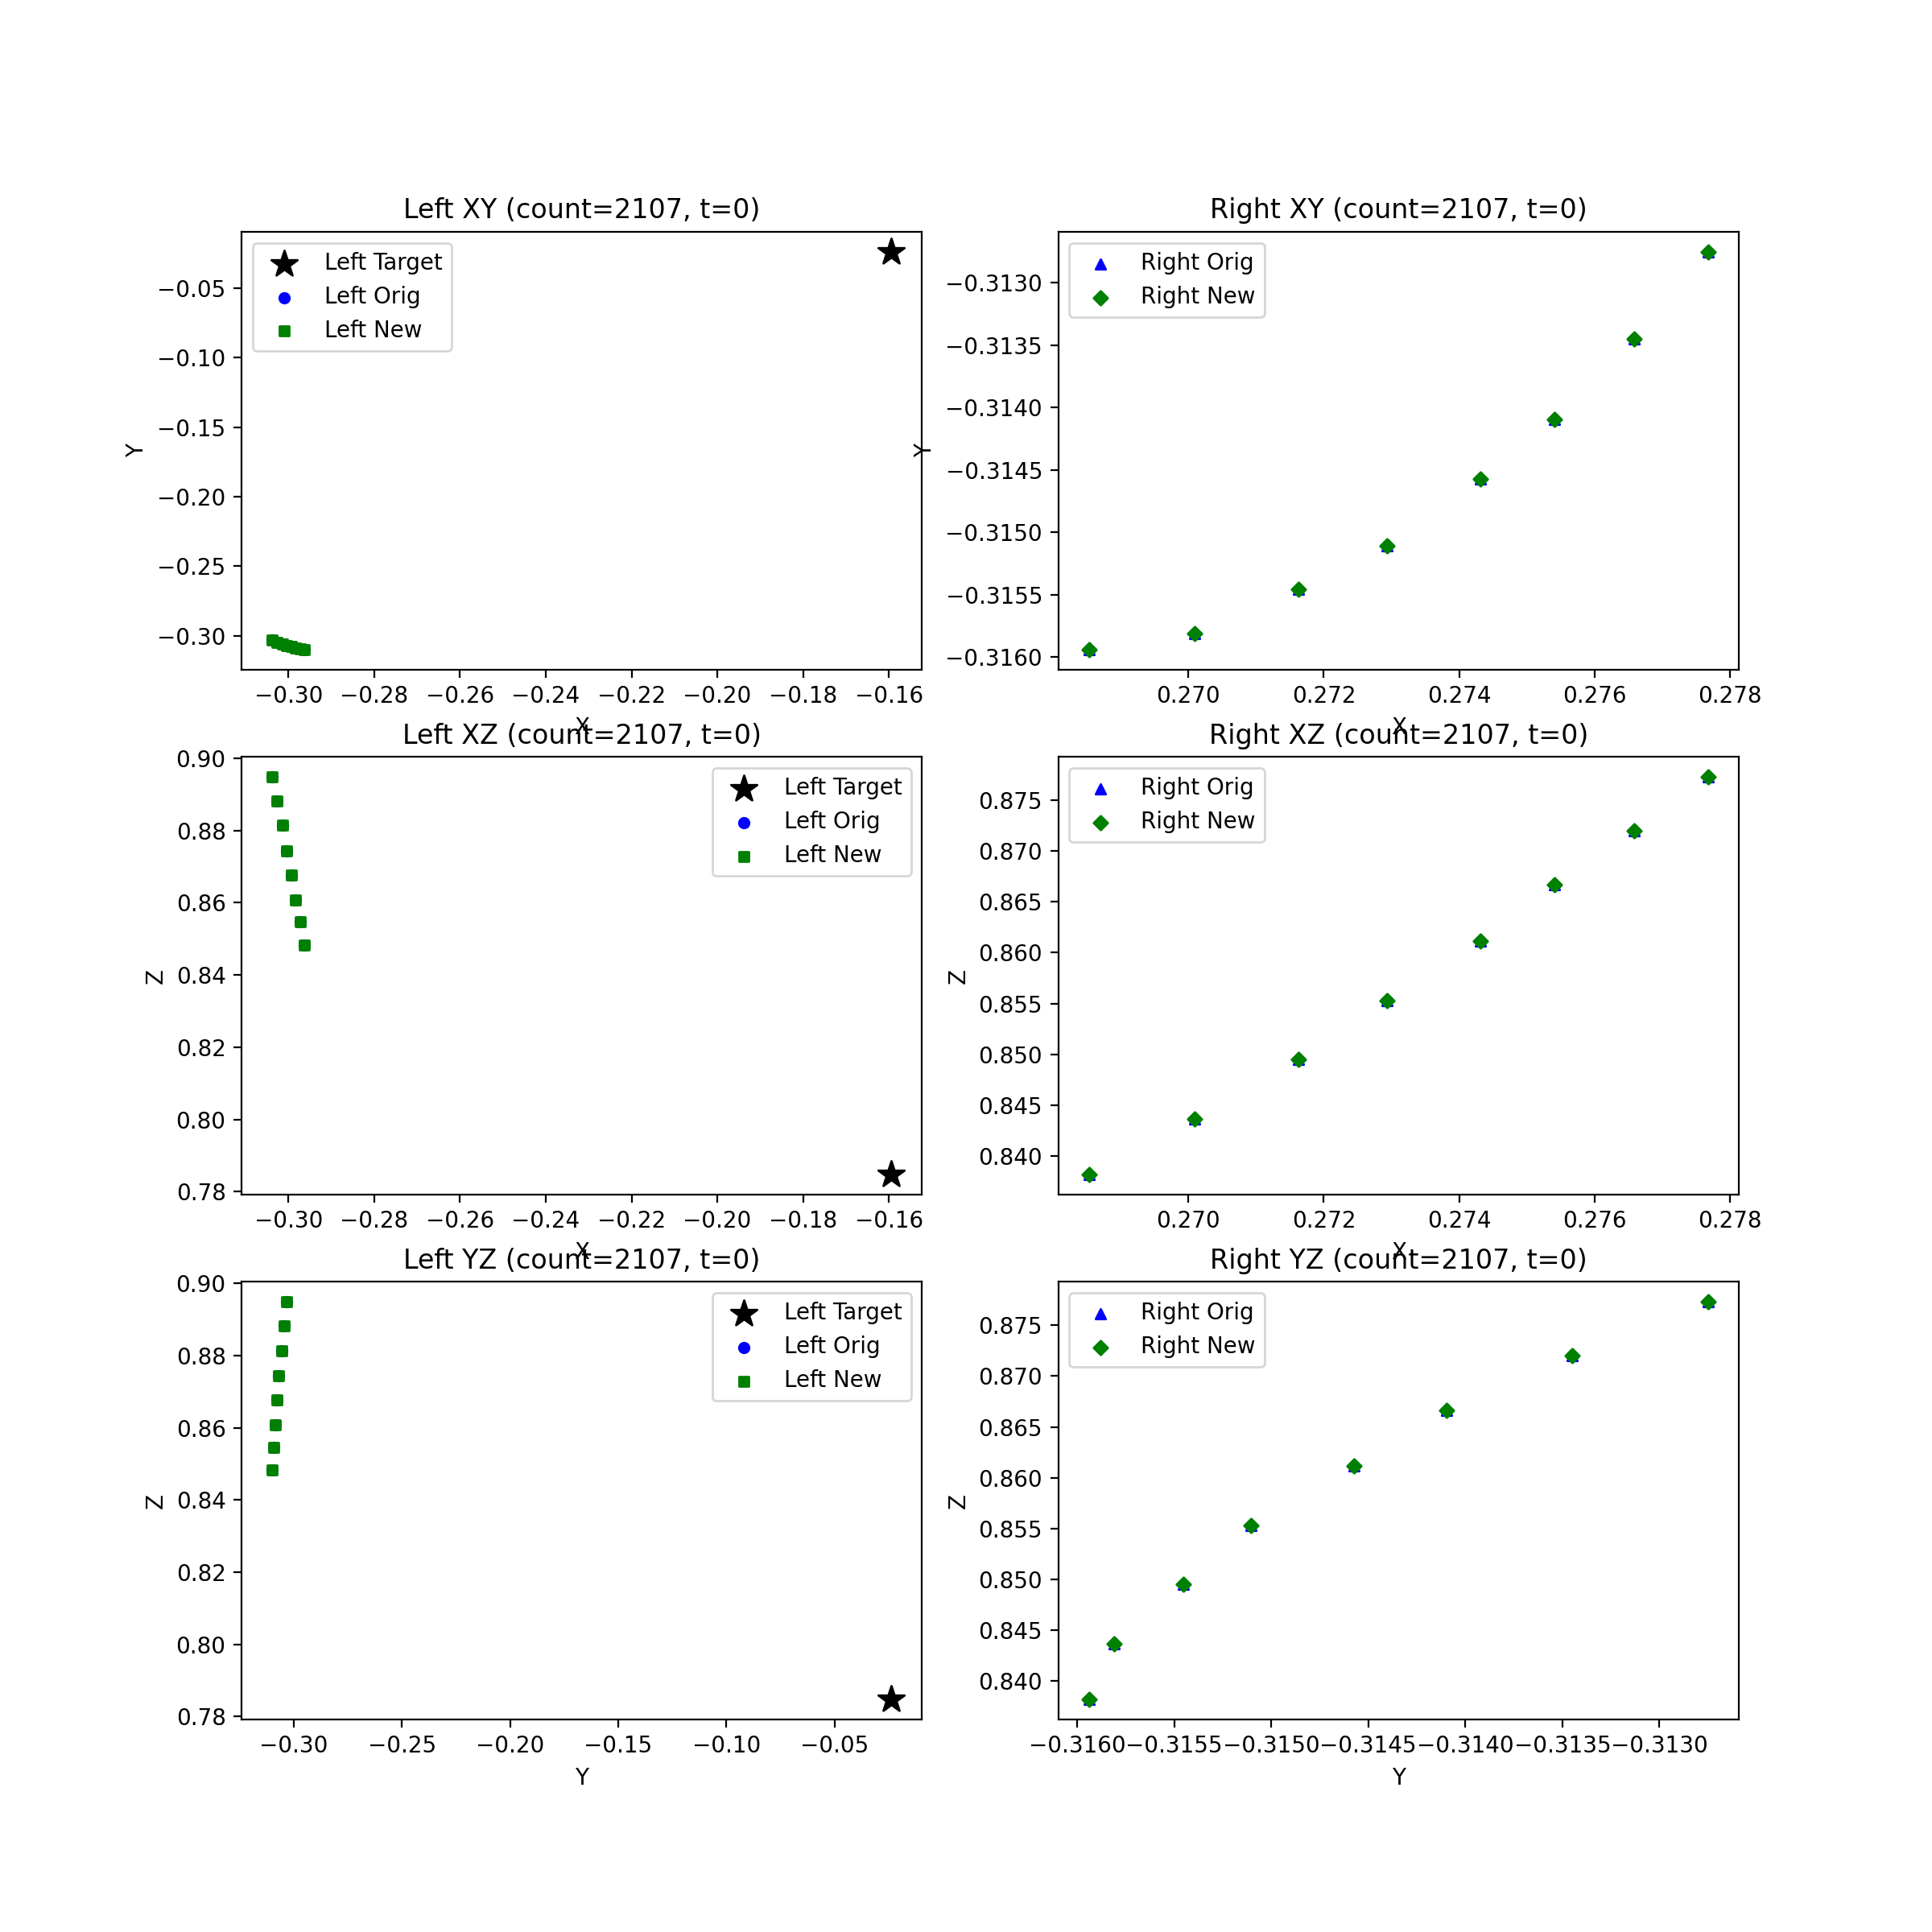 Left XY (count=2107, t=0)
Left Target
Left Orig
Left New
−0.05
−0.10
−0.15
−0.20
−0.25
−0.30
Y
−0.30
−0.28
−0.26
−0.24
−0.22
−0.20
−0.18
−0.16
X
Right XY (count=2107, t=0)
Right Orig
Right New
−0.3130
−0.3135
−0.3140
−0.3145
−0.3150
−0.3155
−0.3160
Y
0.270
0.272
0.274
0.276
0.278
X
Left XZ (count=2107, t=0)
Left Target
Left Orig
Left New
0.90
0.88
0.86
0.84
0.82
0.80
0.78
Z
−0.30
−0.28
−0.26
−0.24
−0.22
−0.20
−0.18
−0.16
X
Right XZ (count=2107, t=0)
Right Orig
Right New
0.875
0.870
0.865
0.860
0.855
0.850
0.845
0.840
Z
0.270
0.272
0.274
0.276
0.278
X
Left YZ (count=2107, t=0)
Left Target
Left Orig
Left New
0.90
0.88
0.86
0.84
0.82
0.80
0.78
Z
−0.30
−0.25
−0.20
−0.15
−0.10
−0.05
Y
Right YZ (count=2107, t=0)
Right Orig
Right New
0.875
0.870
0.865
0.860
0.855
0.850
0.845
0.840
Z
−0.3160
−0.3155
−0.3150
−0.3145
−0.3140
−0.3135
−0.3130
Y